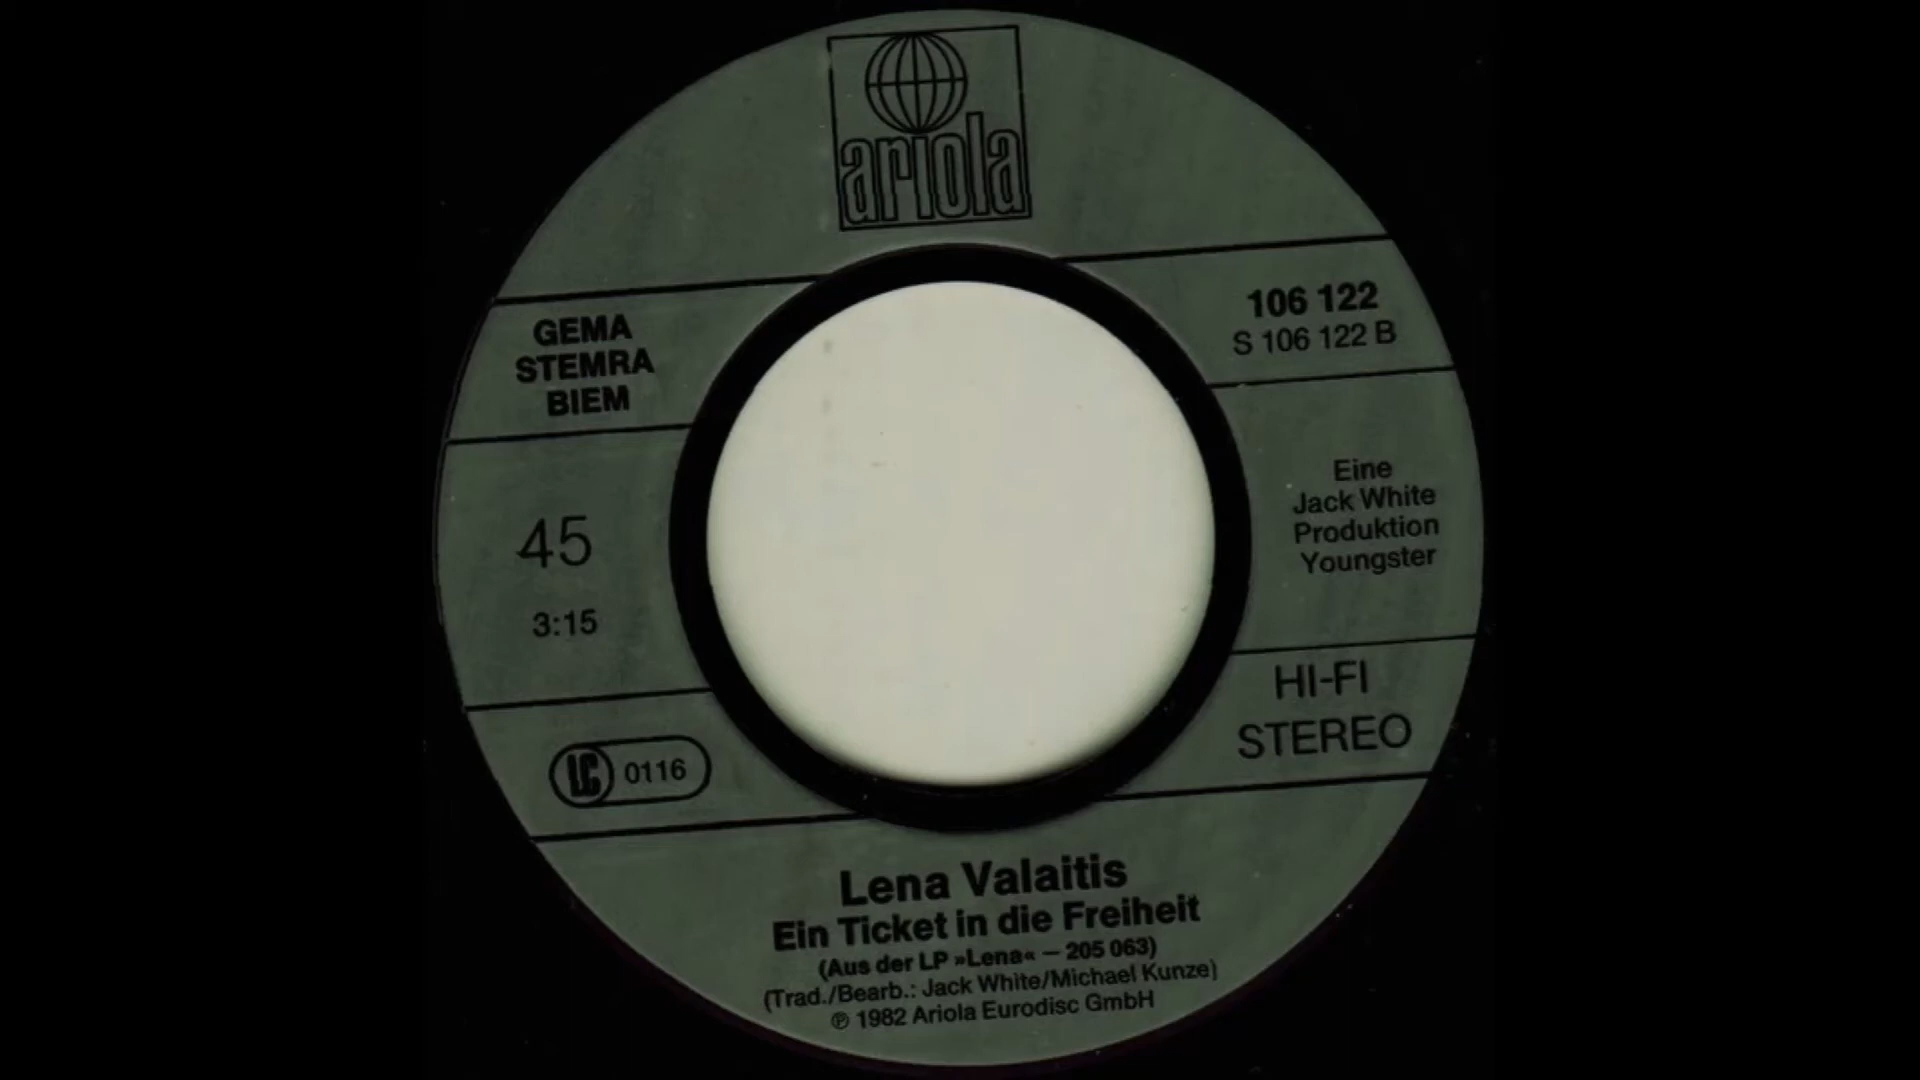 ariola
106 122
S 106 122 B
GEMA
STEMRA
BIEM
Eine
Jack White
Produktion
Youngster
45
3:15
HI-FI
STEREO
LC 0116
Lena Valaitis
Ein Ticket in die Freiheit
(Aus der LP »Lena« – 205 063)
(Trad./Bearb.: Jack White/Michael Kunze)
℗ 1982 Ariola Eurodisc GmbH